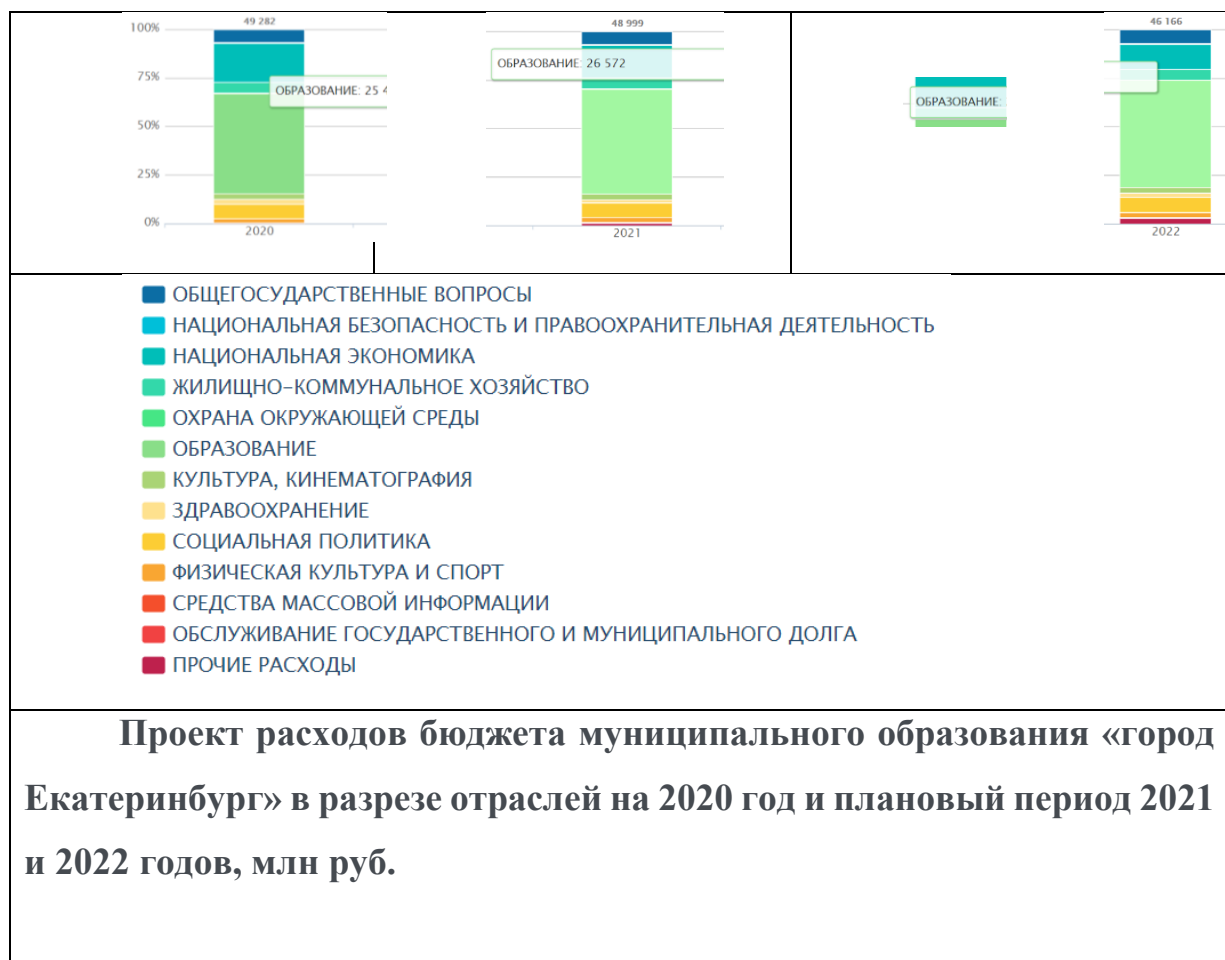 49 282
48 999
46 166
100%
75%
50%
25%
0%
ОБРАЗОВАНИЕ: 25 4
ОБРАЗОВАНИЕ: 26 572
ОБРАЗОВАНИЕ:
2020
2021
2022
ОБЩЕГОСУДАРСТВЕННЫЕ ВОПРОСЫ
НАЦИОНАЛЬНАЯ БЕЗОПАСНОСТЬ И ПРАВООХРАНИТЕЛЬНАЯ ДЕЯТЕЛЬНОСТЬ
НАЦИОНАЛЬНАЯ ЭКОНОМИКА
ЖИЛИЩНО-КОММУНАЛЬНОЕ ХОЗЯЙСТВО
ОХРАНА ОКРУЖАЮЩЕЙ СРЕДЫ
ОБРАЗОВАНИЕ
КУЛЬТУРА, КИНЕМАТОГРАФИЯ
ЗДРАВООХРАНЕНИЕ
СОЦИАЛЬНАЯ ПОЛИТИКА
ФИЗИЧЕСКАЯ КУЛЬТУРА И СПОРТ
СРЕДСТВА МАССОВОЙ ИНФОРМАЦИИ
ОБСЛУЖИВАНИЕ ГОСУДАРСТВЕННОГО И МУНИЦИПАЛЬНОГО ДОЛГА
ПРОЧИЕ РАСХОДЫ
Проект расходов бюджета муниципального образования «город
Екатеринбург» в разрезе отраслей на 2020 год и плановый период 2021
и 2022 годов, млн руб.